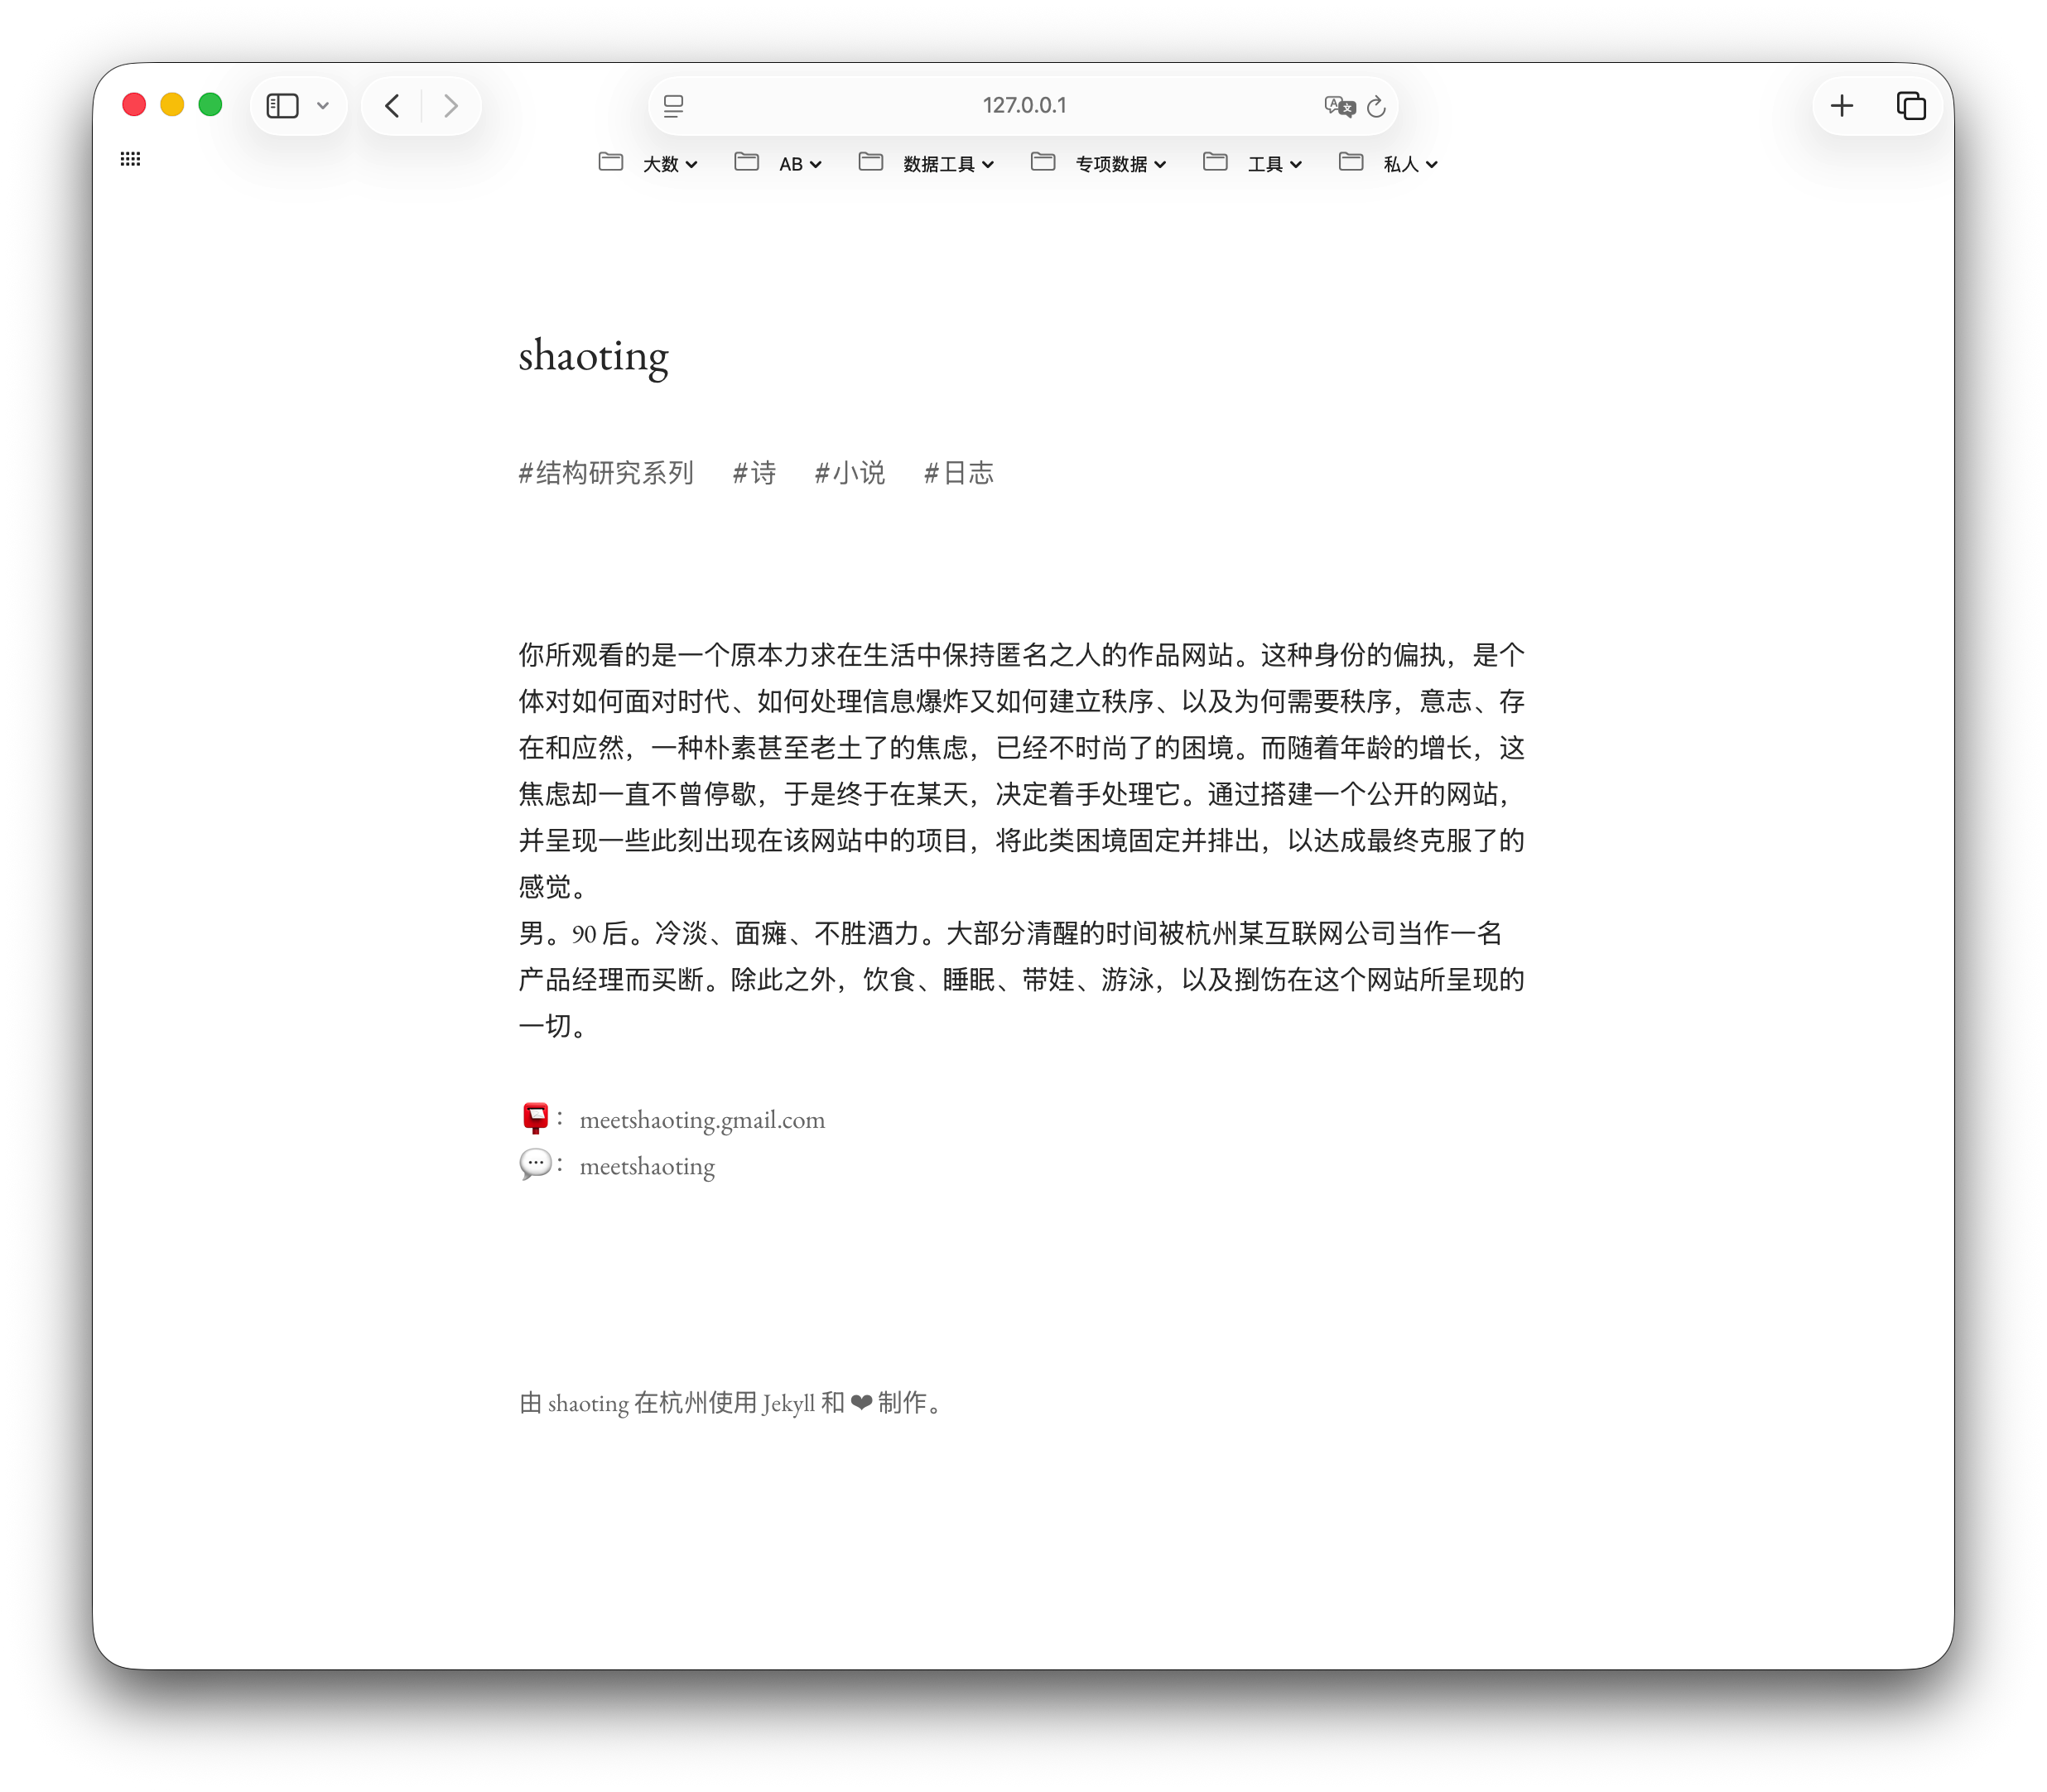 127.0.0.1
大数 AB 数据工具 专项数据 工具 私人
shaoting
#结构研究系列 #诗 #小说 #日志
你所观看的是一个原本力求在生活中保持匿名之人的作品网站。这种身份的偏执，是个
体对如何面对时代、如何处理信息爆炸又如何建立秩序、以及为何需要秩序，意志、存
在和应然，一种朴素甚至老土了的焦虑，已经不时尚了的困境。而随着年龄的增长，这
焦虑却一直不曾停歇，于是终于在某天，决定着手处理它。通过搭建一个公开的网站，
并呈现一些此刻出现在该网站中的项目，将此类困境固定并排出，以达成最终克服了的
感觉。
男。90 后。冷淡、面瘫、不胜酒力。大部分清醒的时间被杭州某互联网公司当作一名
产品经理而买断。除此之外，饮食、睡眠、带娃、游泳，以及捯饬在这个网站所呈现的
一切。
📮： meetshaoting.gmail.com
💬： meetshaoting
由 shaoting 在杭州使用 Jekyll 和 ❤ 制作。